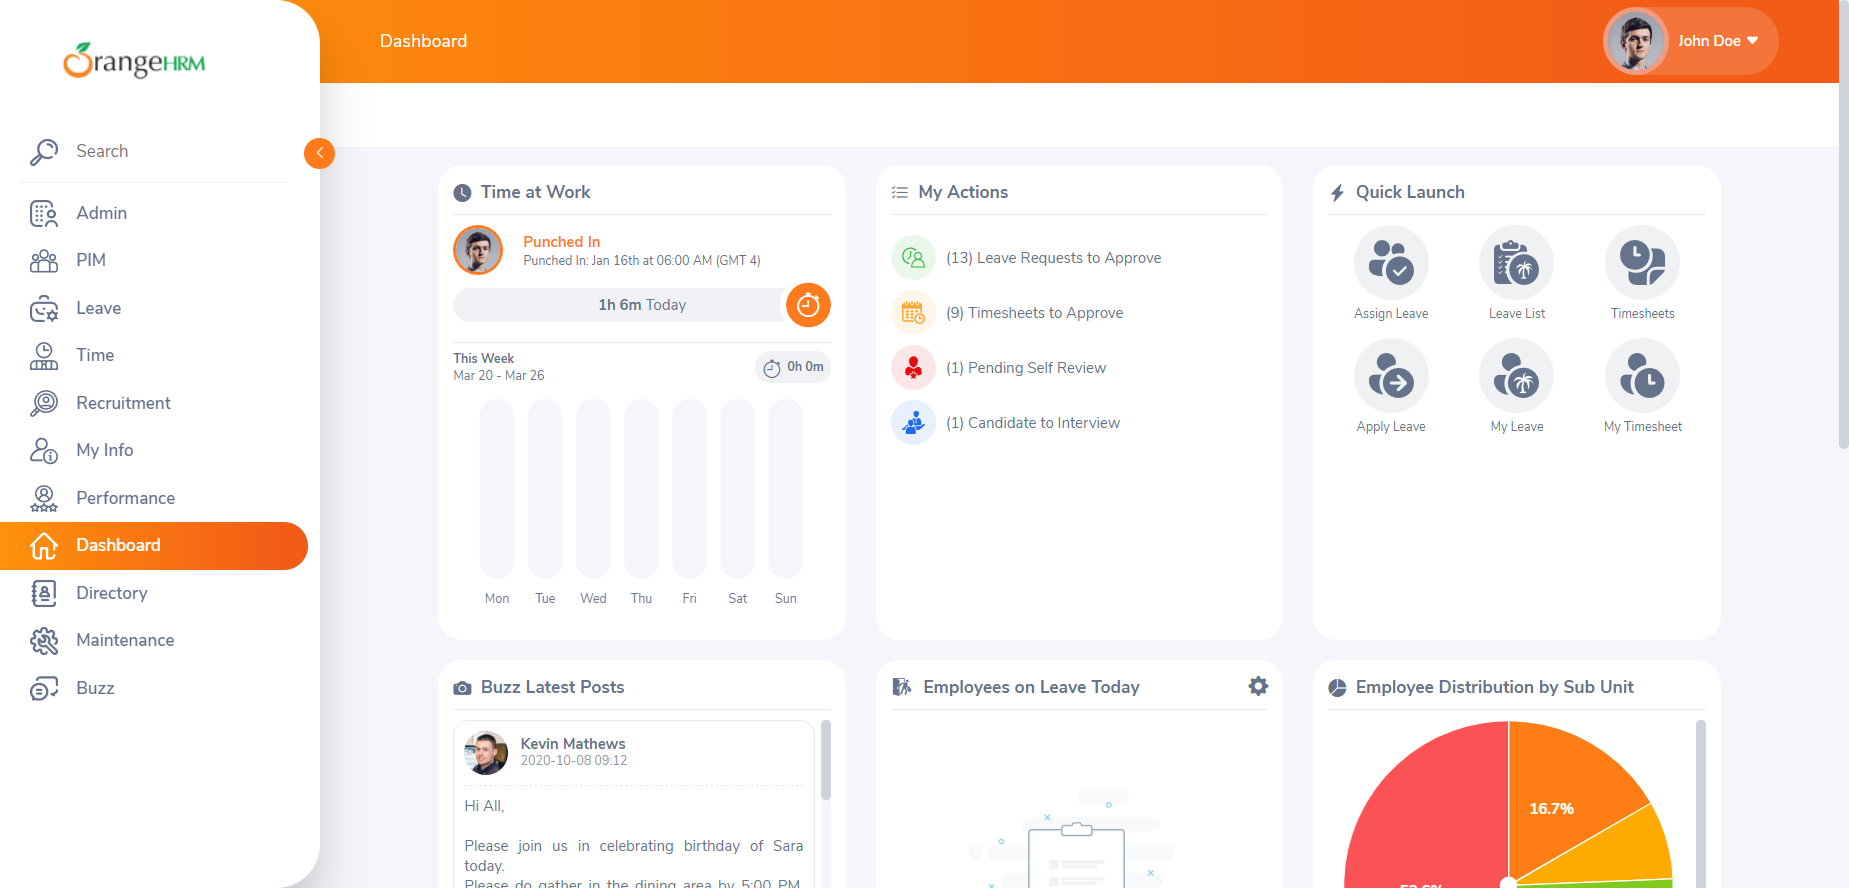 OrangeHRM
Search
Admin
PIM
Leave
Time
Recruitment
My Info
Performance
Dashboard
Directory
Maintenance
Buzz
Dashboard
John Doe
Time at Work
Punched In
Punched In: Jan 16th at 06:00 AM (GMT 4)
1h 6m Today
This Week
Mar 20 - Mar 26
0h 0m
Mon Tue Wed Thu Fri Sat Sun
My Actions
(13) Leave Requests to Approve
(9) Timesheets to Approve
(1) Pending Self Review
(1) Candidate to Interview
Quick Launch
Assign Leave Leave List Timesheets
Apply Leave My Leave My Timesheet
Buzz Latest Posts
Kevin Mathews
2020-10-08 09:12
Hi All,
Please join us in celebrating birthday of Sara
today.
Please do gather in the dining area by 5:00 PM.
Employees on Leave Today
Employee Distribution by Sub Unit
16.7%